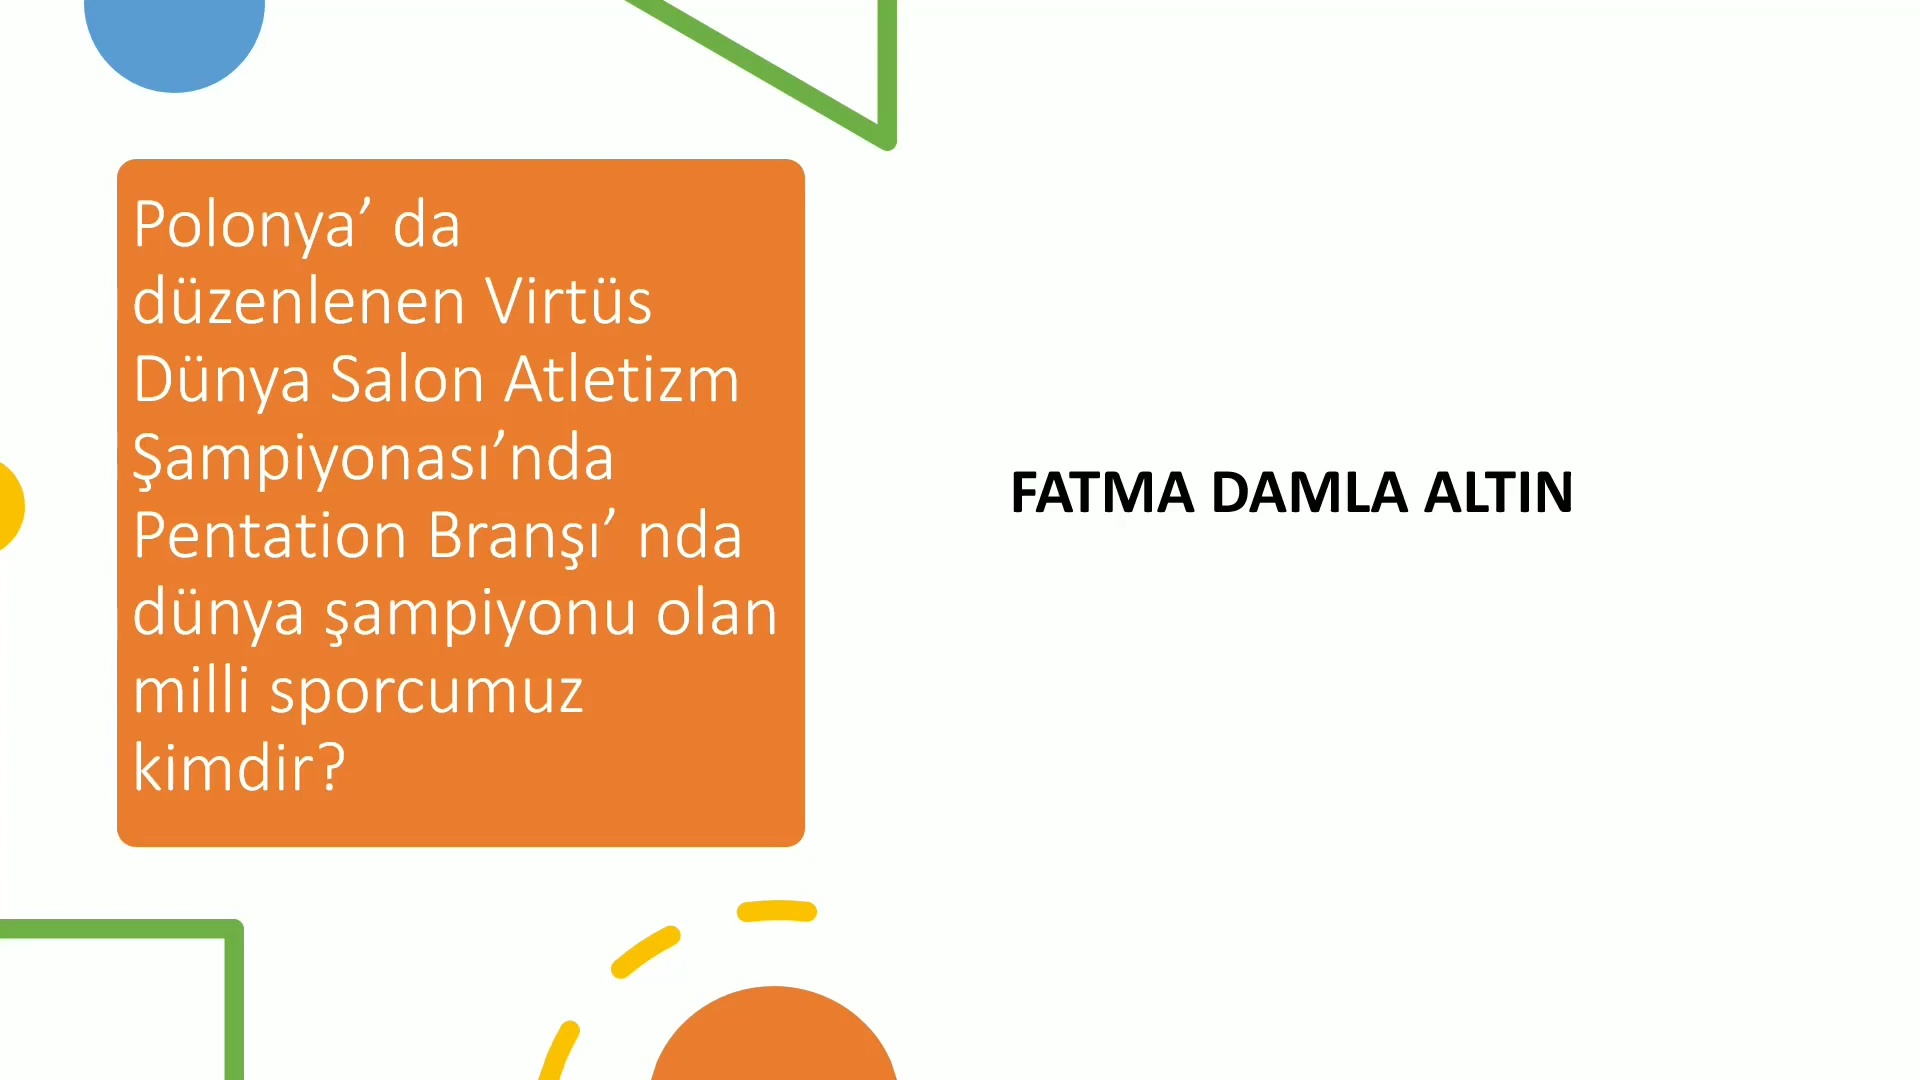 Polonya’ da
düzenlenen Virtüs
Dünya Salon Atletizm
Şampiyonası’nda
Pentation Branşı’ nda
dünya şampiyonu olan
milli sporcumuz
kimdir?
FATMA DAMLA ALTIN